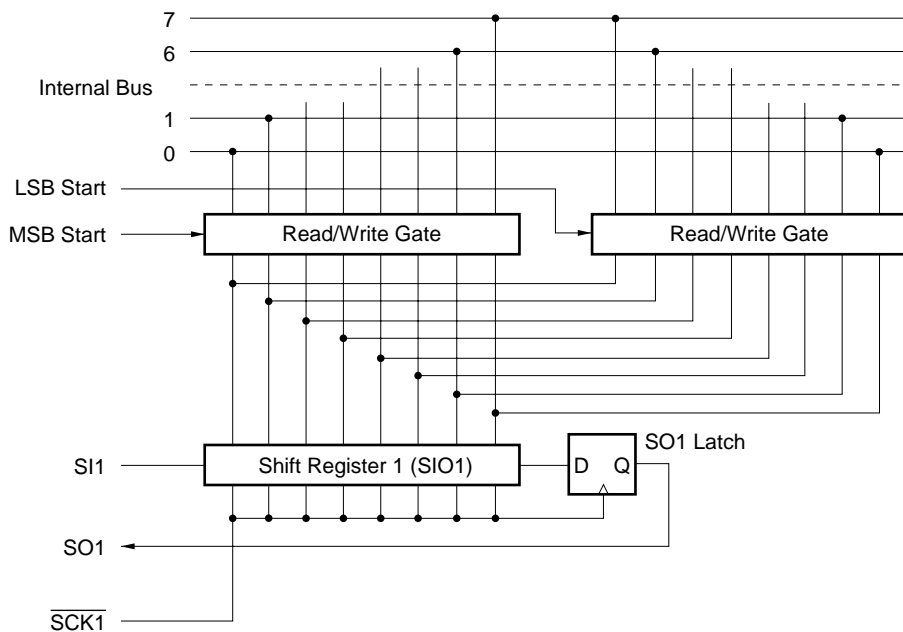 7
6
Internal Bus
1
0
LSB Start
MSB Start
Read/Write Gate
Read/Write Gate
SO1 Latch
SI1
Shift Register 1 (SIO1)
D Q
SO1
SCK1